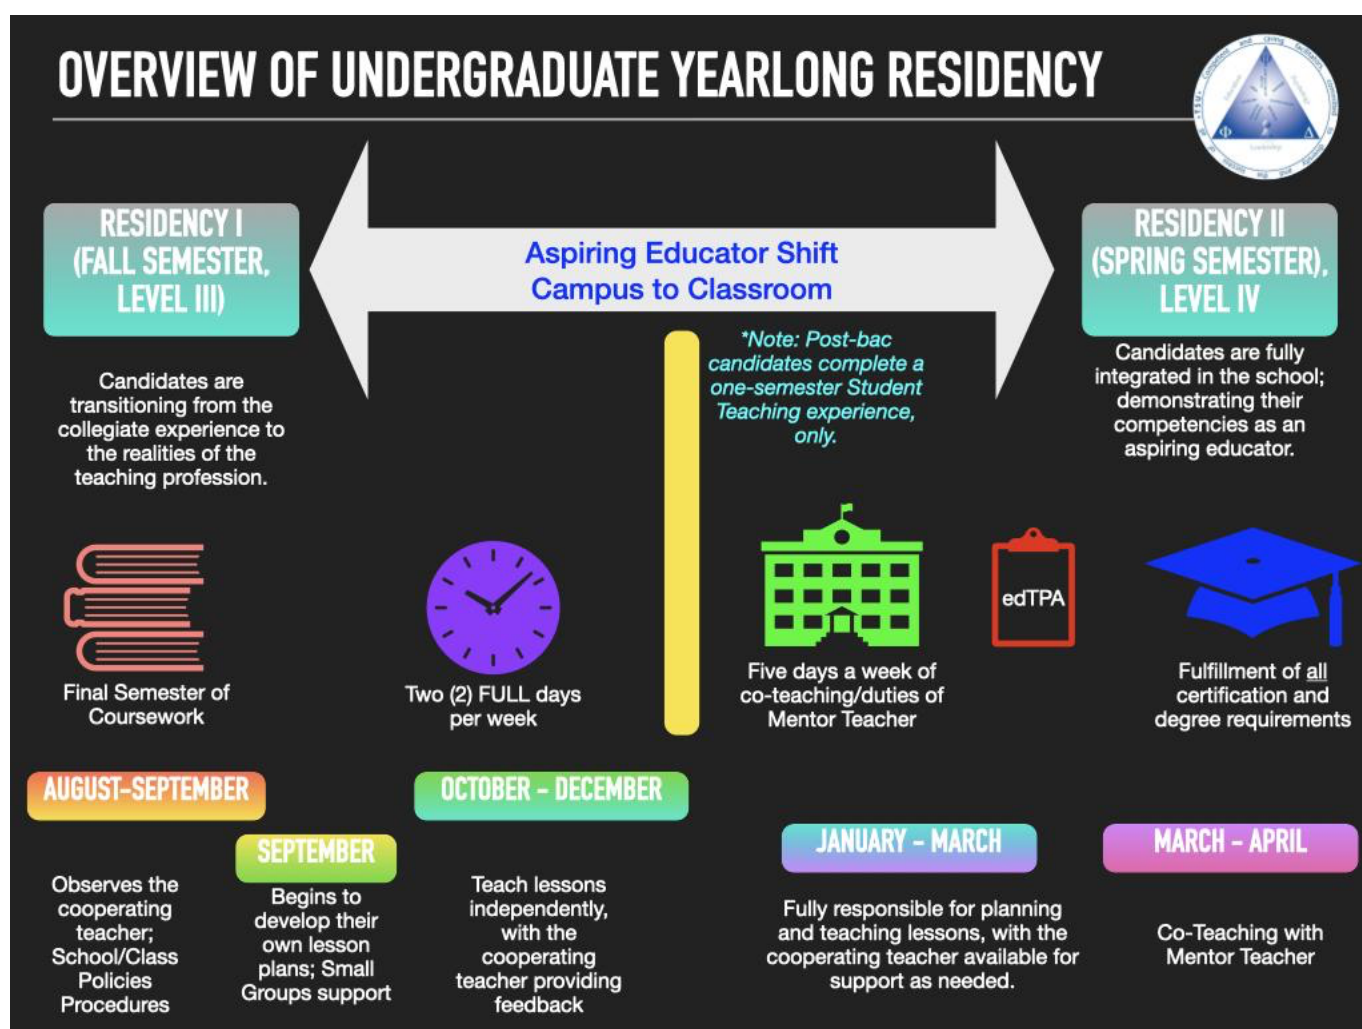 OVERVIEW OF UNDERGRADUATE YEARLONG RESIDENCY
RESIDENCY I
(FALL SEMESTER,
LEVEL III)
Aspiring Educator Shift
Campus to Classroom
RESIDENCY II
(SPRING SEMESTER),
LEVEL IV
Candidates are
transitioning from the
collegiate experience to
the realities of the
teaching profession.
*Note: Post-bac
candidates complete a
one-semester Student
Teaching experience,
only.
Candidates are fully
integrated in the school;
demonstrating their
competencies as an
aspiring educator.
Final Semester of
Coursework
Two (2) FULL days
per week
Five days a week of
co-teaching/duties of
Mentor Teacher
edTPA
Fulfillment of all
certification and
degree requirements
AUGUST-SEPTEMBER
Observes the
cooperating
teacher;
School/Class
Policies
Procedures
SEPTEMBER
Begins to
develop their
own lesson
plans; Small
Groups support
OCTOBER - DECEMBER
Teach lessons
independently,
with the
cooperating
teacher providing
feedback
JANUARY - MARCH
Fully responsible for planning
and teaching lessons, with the
cooperating teacher available for
support as needed.
MARCH - APRIL
Co-Teaching with
Mentor Teacher